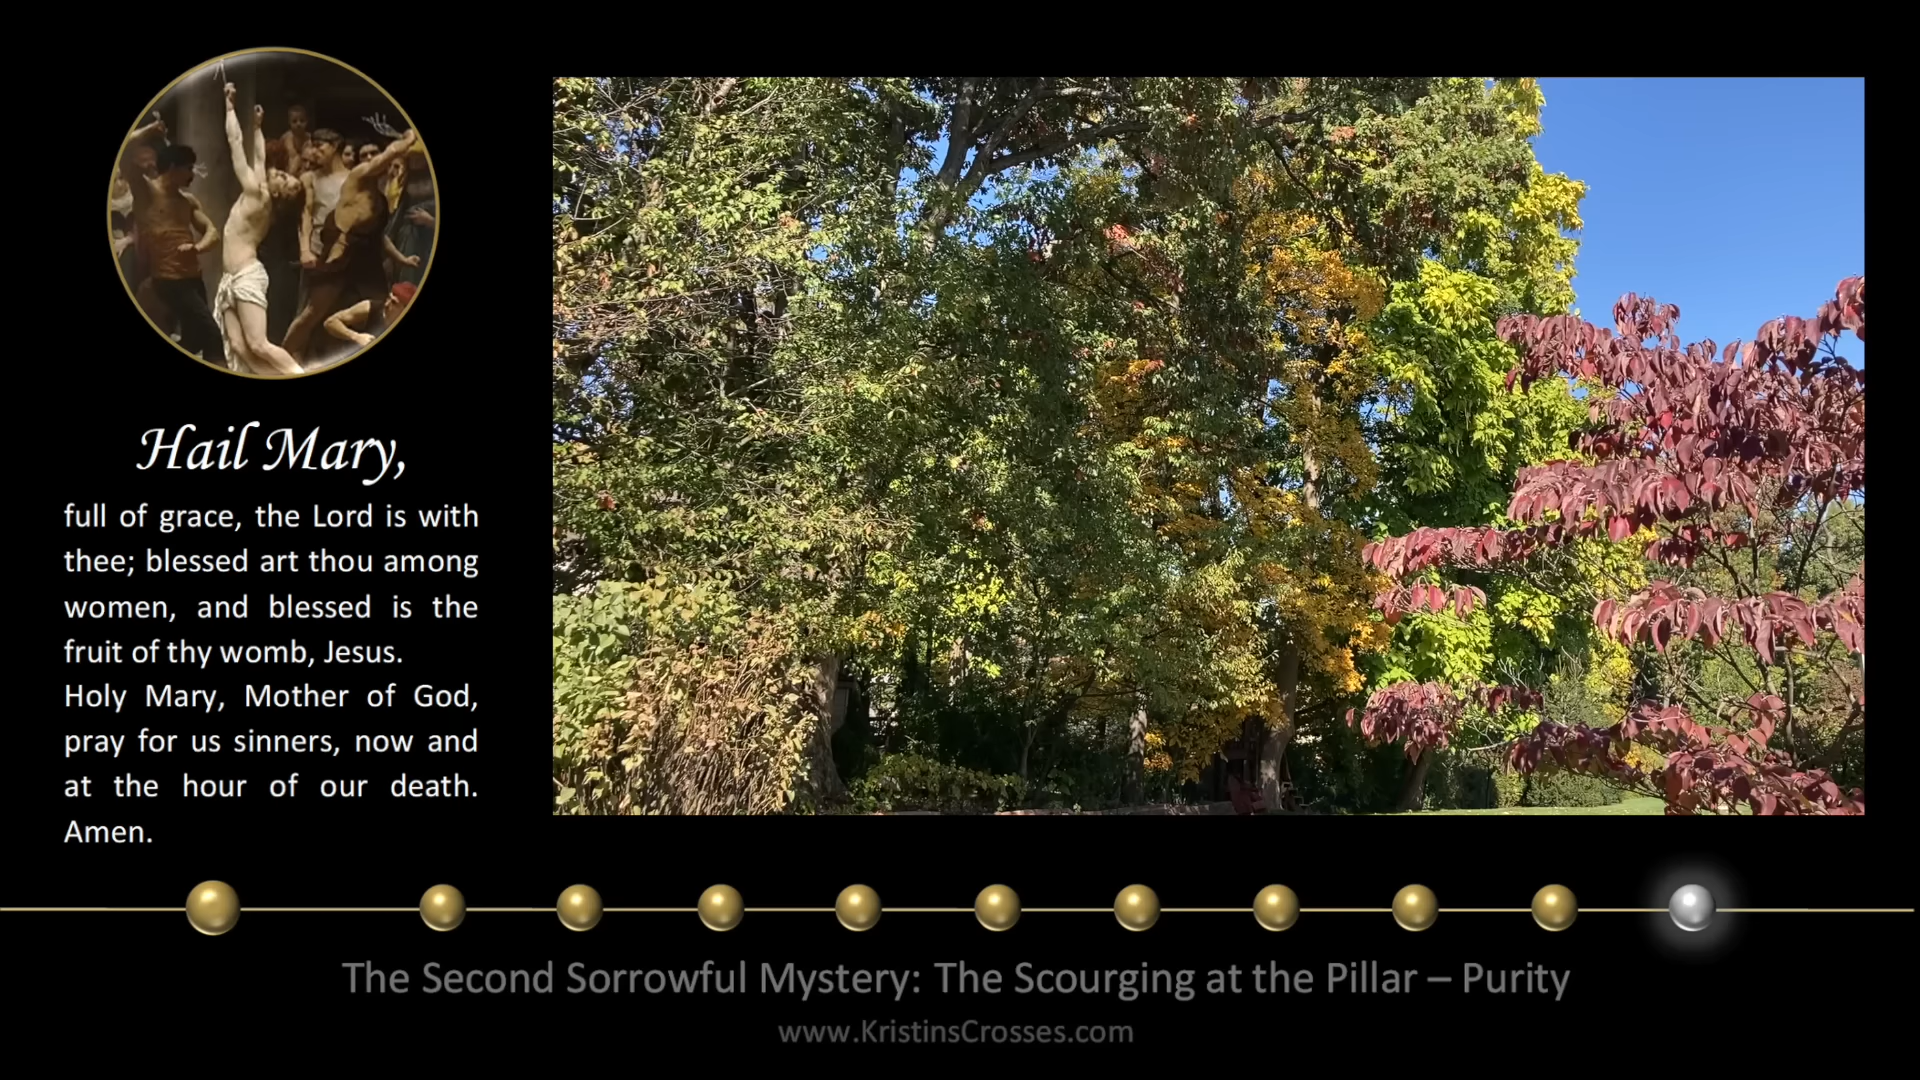 Hail Mary,
full of grace, the Lord is with
thee; blessed art thou among
women, and blessed is the
fruit of thy womb, Jesus.
Holy Mary, Mother of God,
pray for us sinners, now and
at the hour of our death.
Amen.
The Second Sorrowful Mystery: The Scourging at the Pillar – Purity
www.KristinsCrosses.com